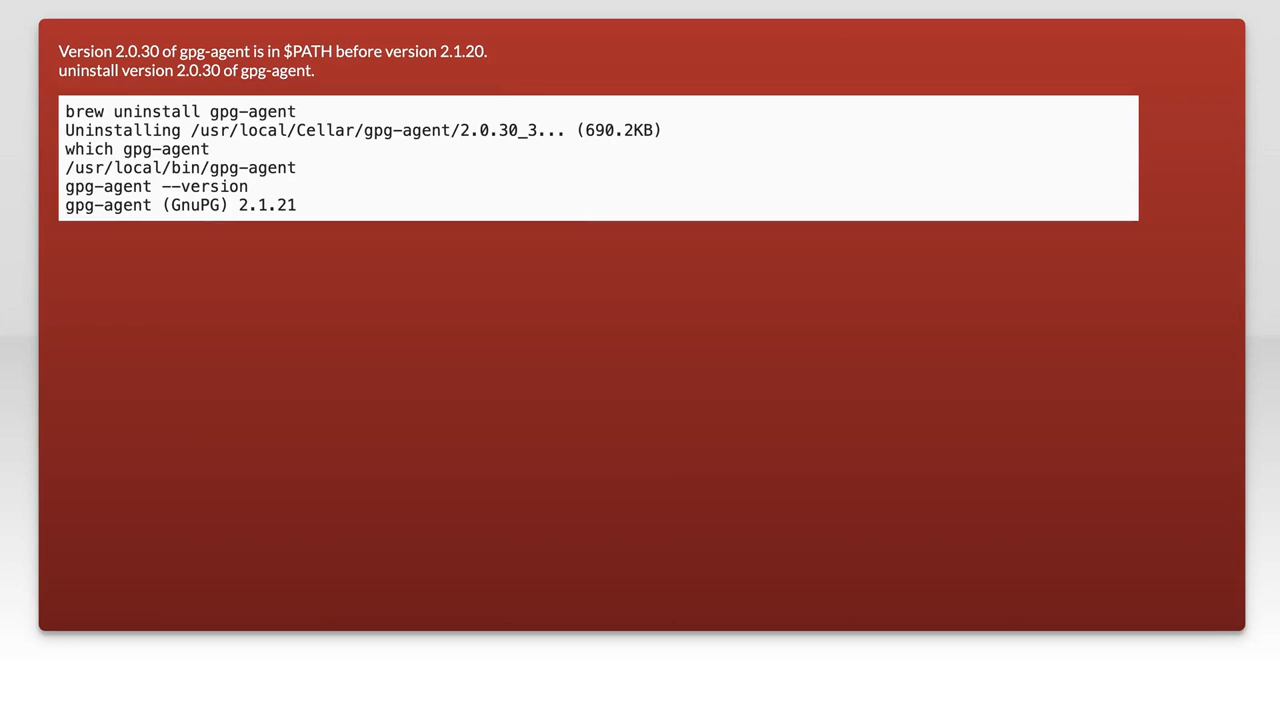 Version 2.0.30 of gpg-agent is in $PATH before version 2.1.20.
uninstall version 2.0.30 of gpg-agent.
brew uninstall gpg-agent
Uninstalling /usr/local/Cellar/gpg-agent/2.0.30_3... (690.2KB)
which gpg-agent
/usr/local/bin/gpg-agent
gpg-agent --version
gpg-agent (GnuPG) 2.1.21